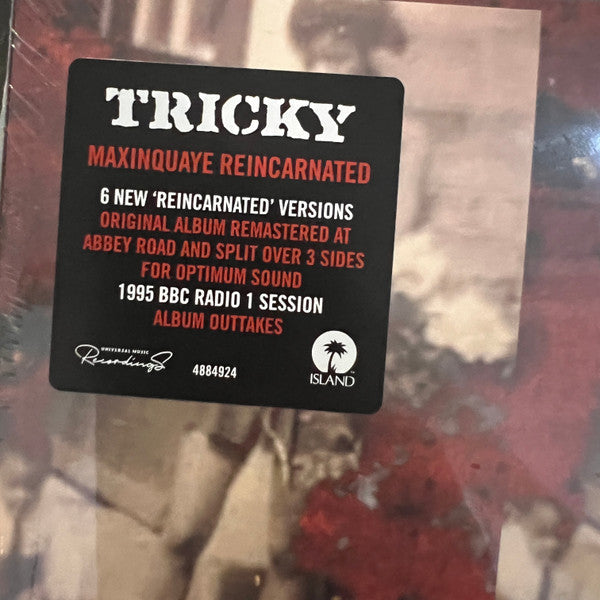 TRICKY
MAXINQUAYE REINCARNATED
6 NEW ‘REINCARNATED’ VERSIONS
ORIGINAL ALBUM REMASTERED AT
ABBEY ROAD AND SPLIT OVER 3 SIDES
FOR OPTIMUM SOUND
1995 BBC RADIO 1 SESSION
ALBUM OUTTAKES
UNIVERSAL MUSIC
Recordings
4884924
ISLAND